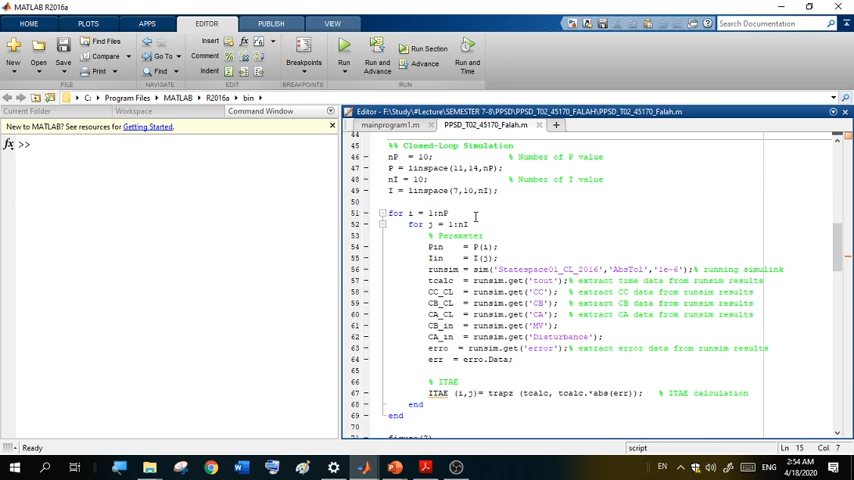 MATLAB R2016a
HOME PLOTS APPS EDITOR PUBLISH VIEW
Search Documentation
New Open Save Find Files Compare Print Go To Find Insert Comment Indent Breakpoints Run Run and Advance Run Section Advance Run and Time
FILE NAVIGATE EDIT BREAKPOINTS RUN
C: Program Files MATLAB R2016a bin
Current Folder Workspace Command Window
New to MATLAB? See resources for Getting Started.
fx >>
Editor - F:\Study\#Lecture\SEMESTER 7-8\PPSD\PPSD_T02_45170_FALAH\PPSD_T02_45170_Falah.m
mainprogram1.m PPSD_T02_45170_Falah.m
44
45 %% Closed-Loop Simulation
46 nP = 10; % Number of P value
47 P = linspace(11,14,nP);
48 nI = 10; % Number of I value
49 I = linspace(7,10,nI);
50
51 for i = 1:nP
52 for j = 1:nI
53 % Parameter
54 Pin = P(i);
55 Iin = I(j);
56 runsim = sim('Statespace01_CL_2016','AbsTol','1e-6');% running simulink
57 tcalc = runsim.get('tout');% extract time data from runsim results
58 CC_CL = runsim.get('CC'); % extract CC data from runsim results
59 CB_CL = runsim.get('CB'); % extract CB data from runsim results
60 CA_CL = runsim.get('CA'); % extract CA data from runsim results
61 CB_in = runsim.get('MV');
62 CA_in = runsim.get('Disturbance');
63 erro = runsim.get('error');% extract error data from runsim results
64 err = erro.Data;
65
66 % ITAE
67 ITAE (i,j)= trapz (tcalc, tcalc.*abs(err)); % ITAE calculation
68 end
69 end
70
71 figure(2)
Ready
script Ln 15 Col 7
EN ENG 2:54 AM
4/18/2020